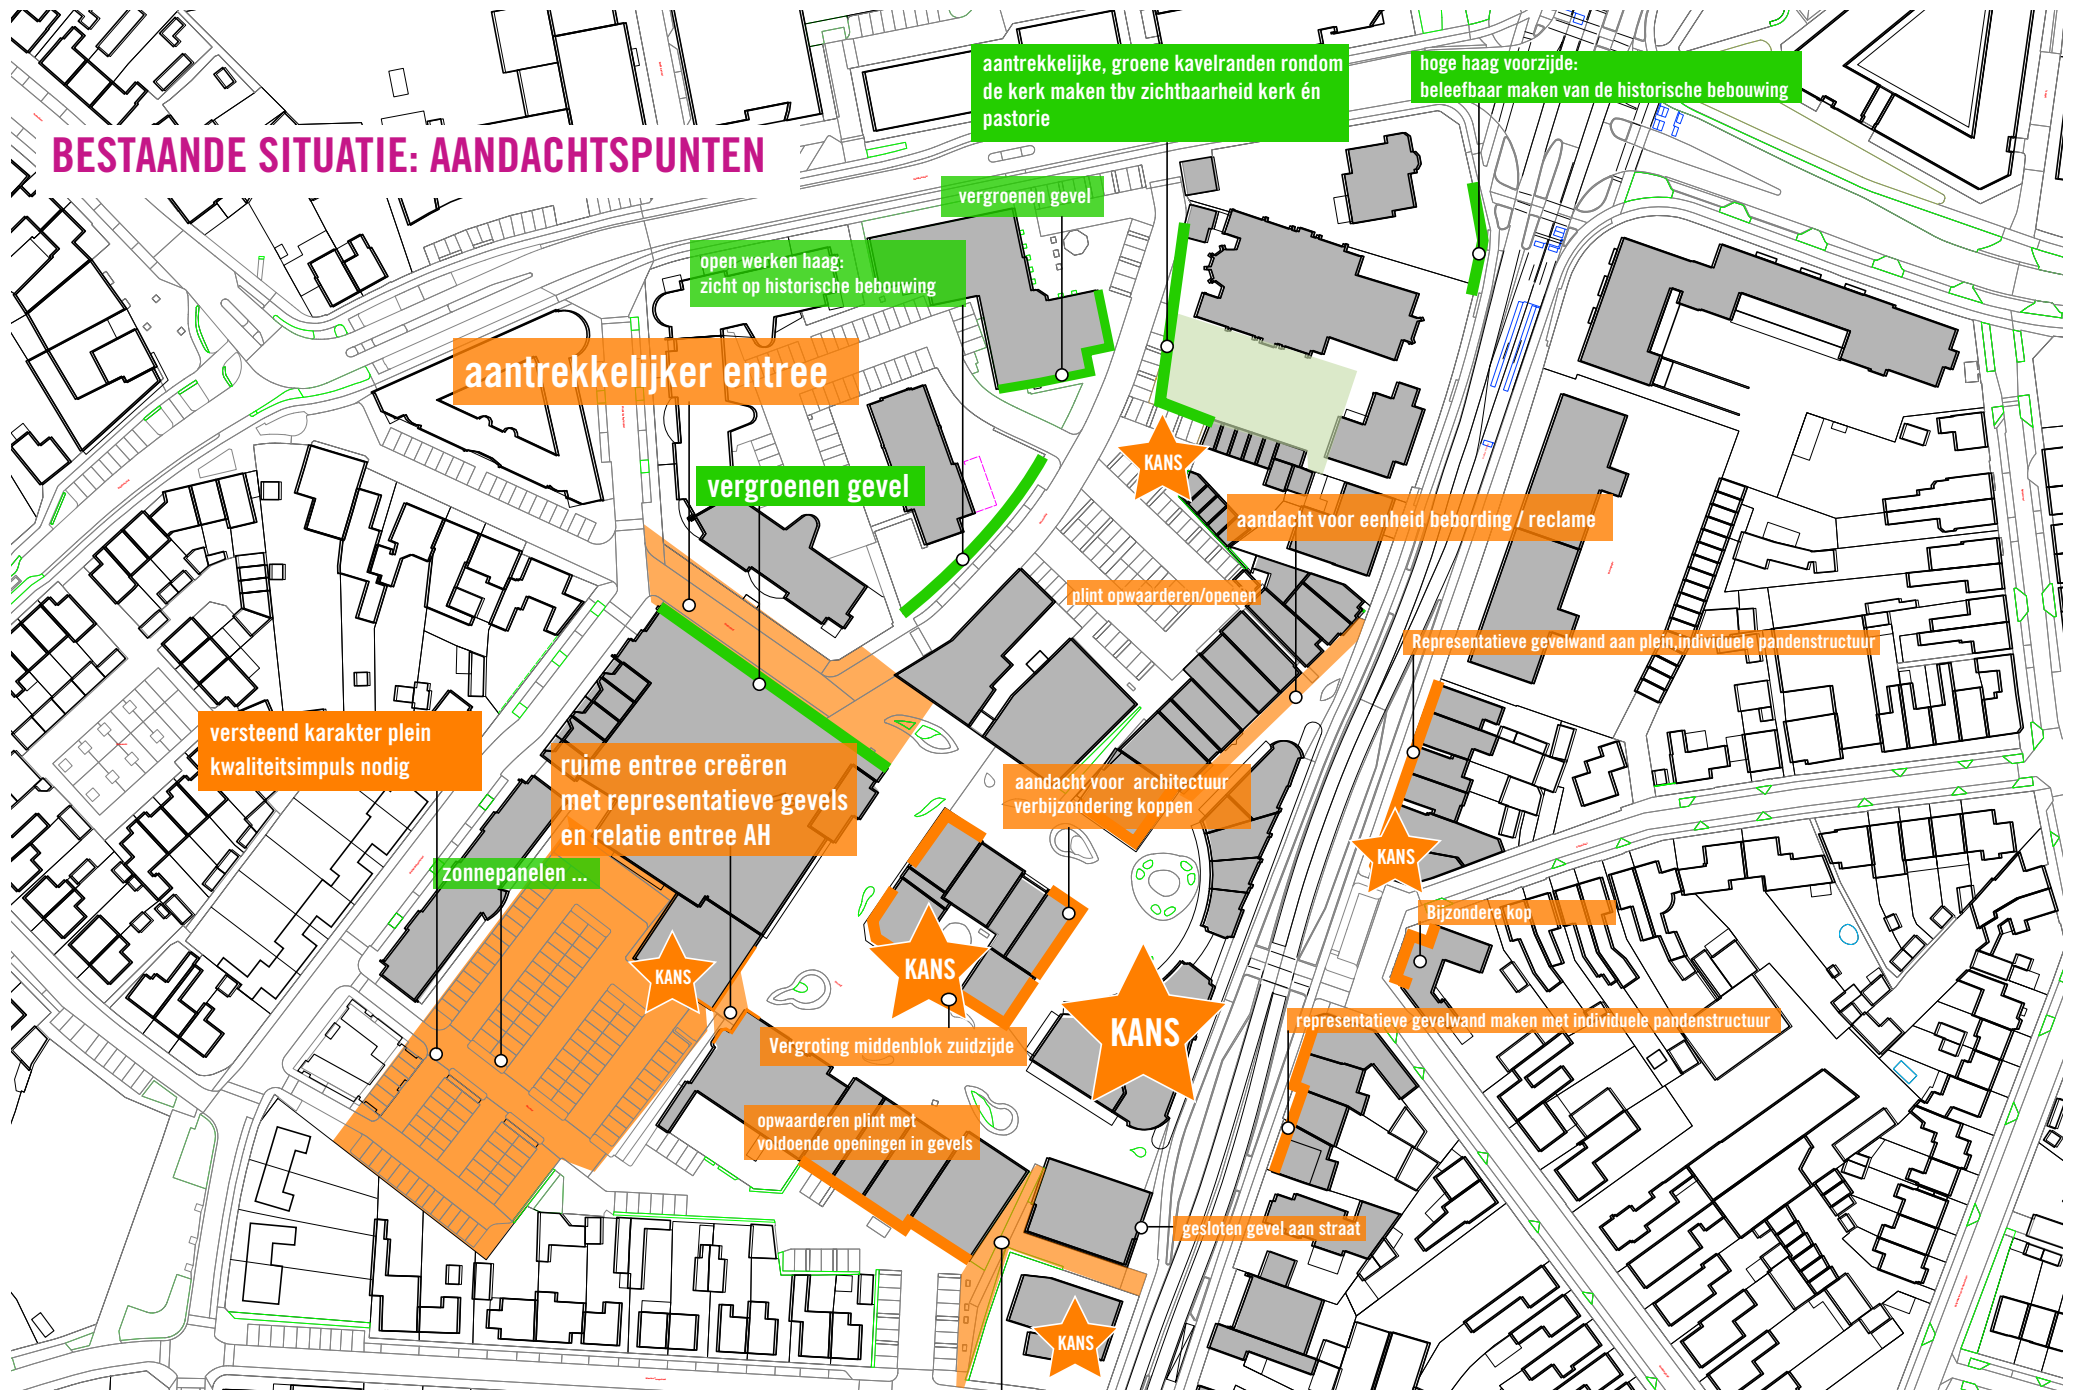 aantrekkelijke, groene kavelranden rondom
de kerk maken tbv zichtbaarheid kerk én
pastorie
hoge haag voorzijde:
beleefbaar maken van de historische bebouwing
BESTAANDE SITUATIE: AANDACHTSPUNTEN
vergroenen gevel
open werken haag:
zicht op historische bebouwing
aantrekkelijker entree
KANS
vergroenen gevel
aandacht voor eenheid bebording / reclame
plint opwaarderen/openen
Representatieve gevelwand aan plein,individuele pandenstructuur
versteend karakter plein
kwaliteitsimpuls nodig
ruime entree creëren
met representatieve gevels
en relatie entree AH
aandacht voor architectuur
verbijzondering koppen
KANS
zonnepanelen ...
Bijzondere kop
KANS
KANS
KANS
representatieve gevelwand maken met individuele pandenstructuur
Vergroting middenblok zuidzijde
opwaarderen plint met
voldoende openingen in gevels
gesloten gevel aan straat
KANS